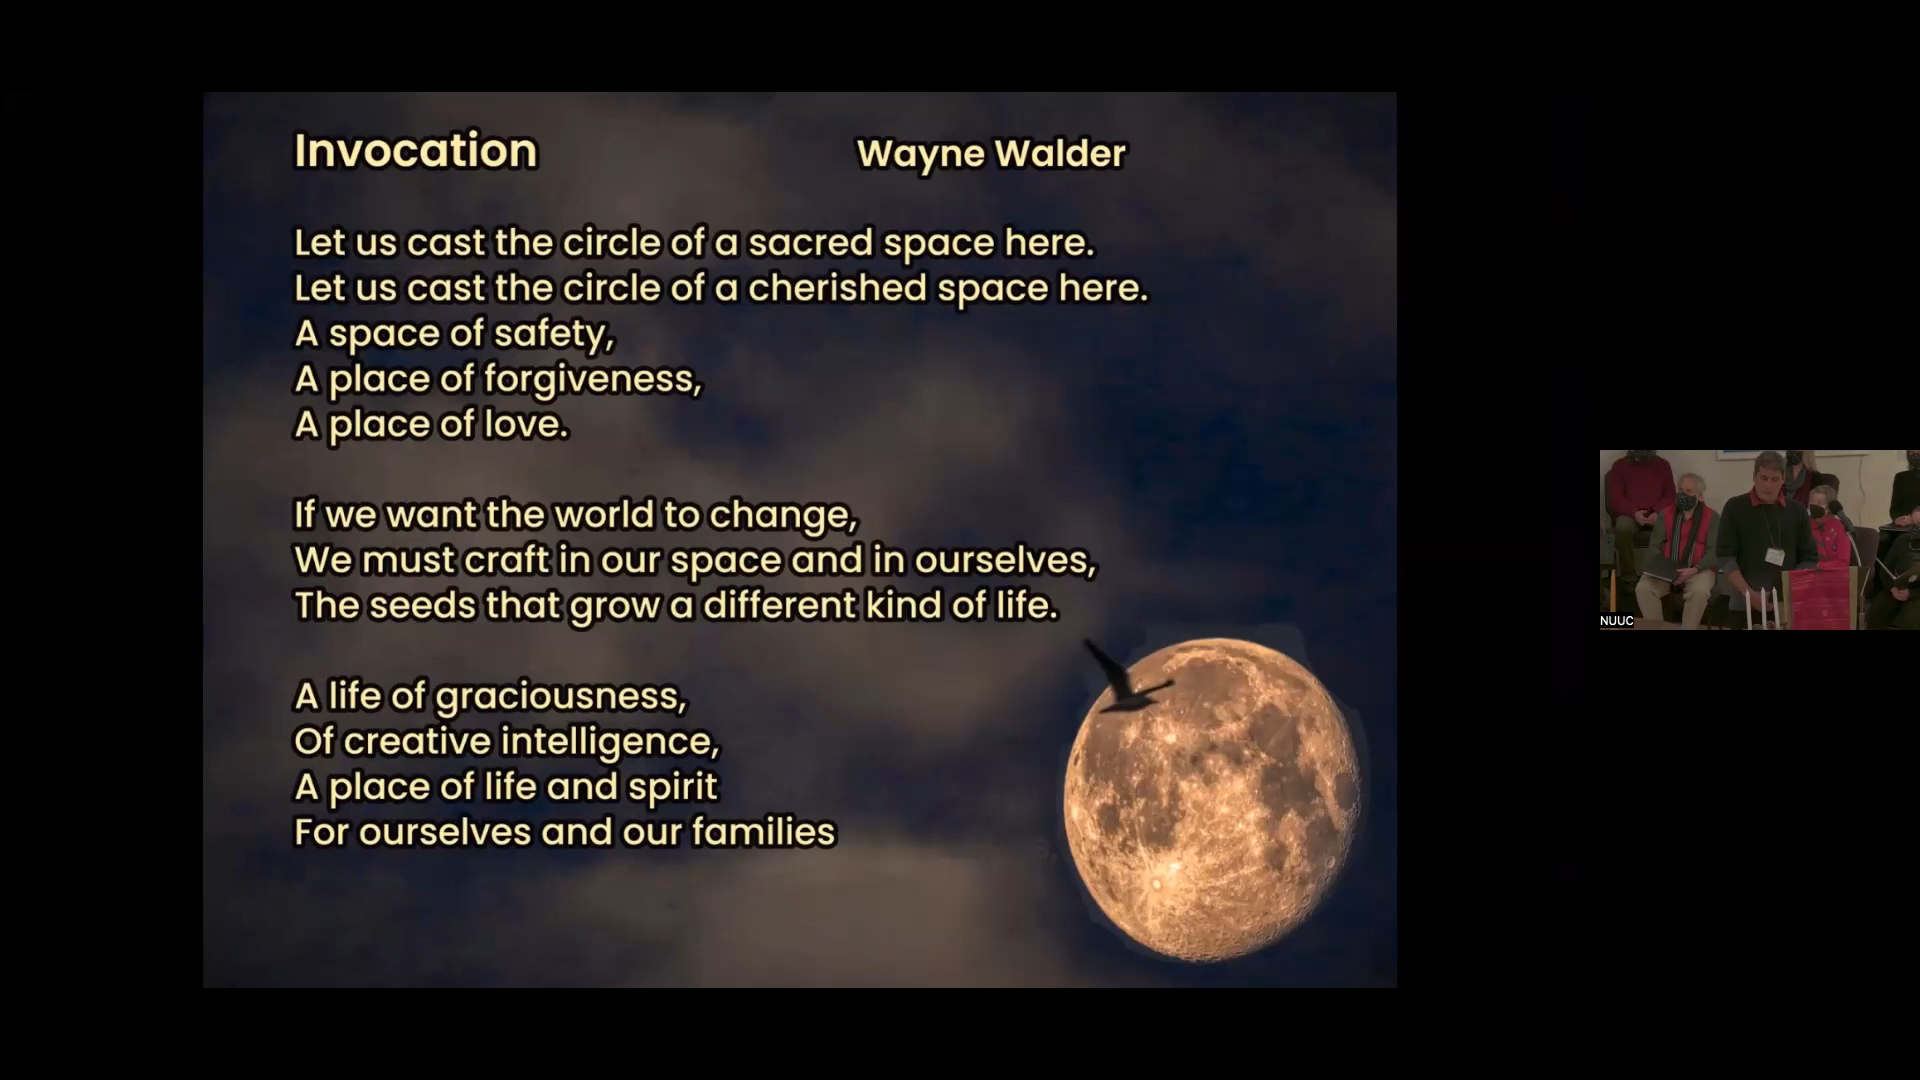 Invocation
Wayne Walder
Let us cast the circle of a sacred space here.
Let us cast the circle of a cherished space here.
A space of safety,
A place of forgiveness,
A place of love.
If we want the world to change,
We must craft in our space and in ourselves,
The seeds that grow a different kind of life.
A life of graciousness,
Of creative intelligence,
A place of life and spirit
For ourselves and our families
NUUC